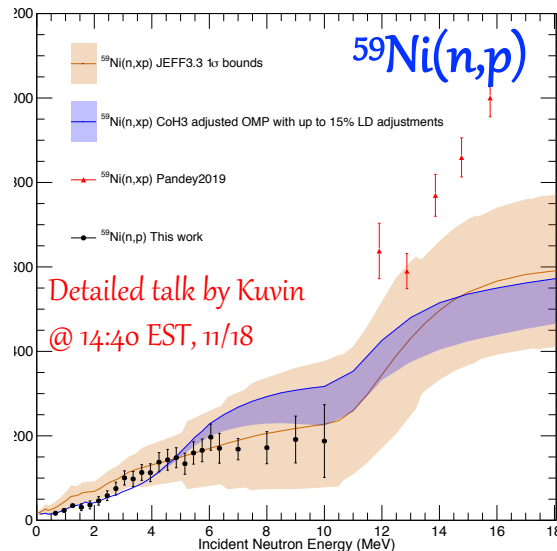 ⁵⁹Ni(n,p)
⁵⁹Ni(n,xp) JEFF3.3 1σ bounds
⁵⁹Ni(n,xp) CoH3 adjusted OMP with up to 15% LD adjustments
⁵⁹Ni(n,xp) Pandey2019
⁵⁹Ni(n,p) This work
Detailed talk by Kuvin
@ 14:40 EST, 11/18
000
800
600
400
200
0
0 2 4 6 8 10 12 14 16 18
Incident Neutron Energy (MeV)